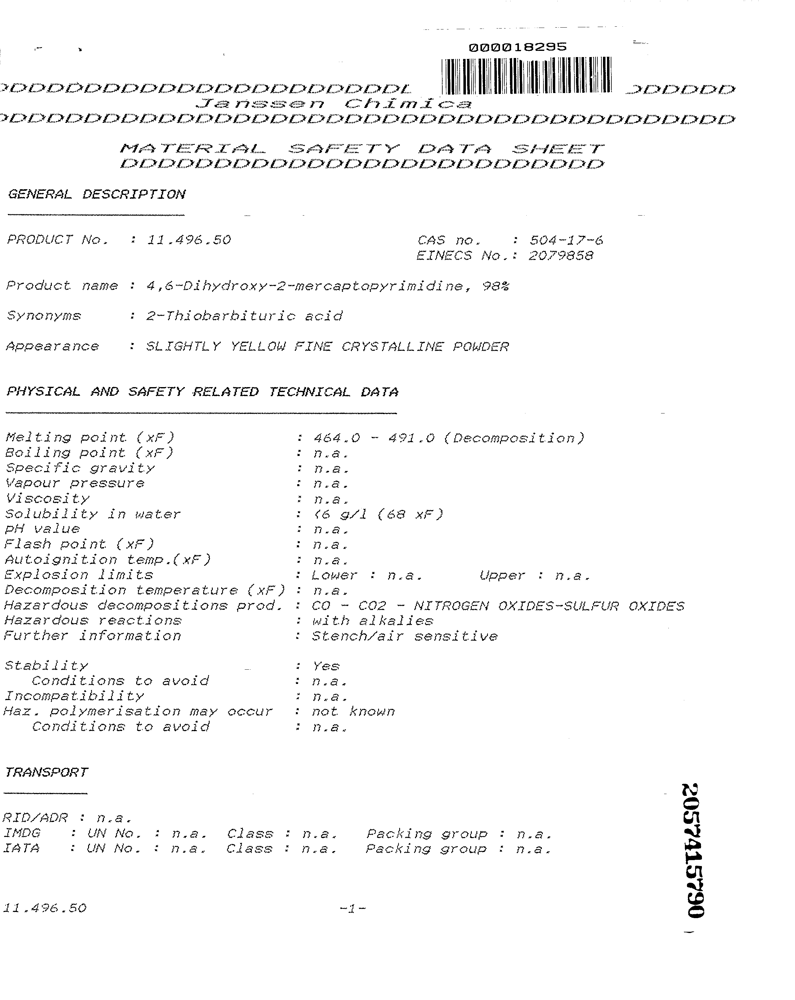 000018295
DDDDDDDDDDDDDDDDDDDDDDDL DDDDDD
Janssen Chimica
DDDDDDDDDDDDDDDDDDDDDDDDDDDDDDDDDDDDDDDD
MATERIAL SAFETY DATA SHEET
DDDDDDDDDDDDDDDDDDDDDDDDDD
GENERAL DESCRIPTION
PRODUCT No. : 11.496.50 CAS no. : 504-17-6
EINECS No.: 2079858
Product name : 4,6-Dihydroxy-2-mercaptopyrimidine, 98%
Synonyms : 2-Thiobarbituric acid
Appearance : SLIGHTLY YELLOW FINE CRYSTALLINE POWDER
PHYSICAL AND SAFETY RELATED TECHNICAL DATA
Melting point (xF) : 464.0 - 491.0 (Decomposition)
Boiling point (xF) : n.a.
Specific gravity : n.a.
Vapour pressure : n.a.
Viscosity : n.a.
Solubility in water : <6 g/l (68 xF)
pH value : n.a.
Flash point (xF) : n.a.
Autoignition temp.(xF) : n.a.
Explosion limits : Lower : n.a. Upper : n.a.
Decomposition temperature (xF) : n.a.
Hazardous decompositions prod. : CO - CO2 - NITROGEN OXIDES-SULFUR OXIDES
Hazardous reactions : with alkalies
Further information : Stench/air sensitive
Stability : Yes
Conditions to avoid : n.a.
Incompatibility : n.a.
Haz. polymerisation may occur : not known
Conditions to avoid : n.a.
TRANSPORT
RID/ADR : n.a.
IMDG : UN No. : n.a. Class : n.a. Packing group : n.a.
IATA : UN No. : n.a. Class : n.a. Packing group : n.a.
11.496.50 -1-
2057415790